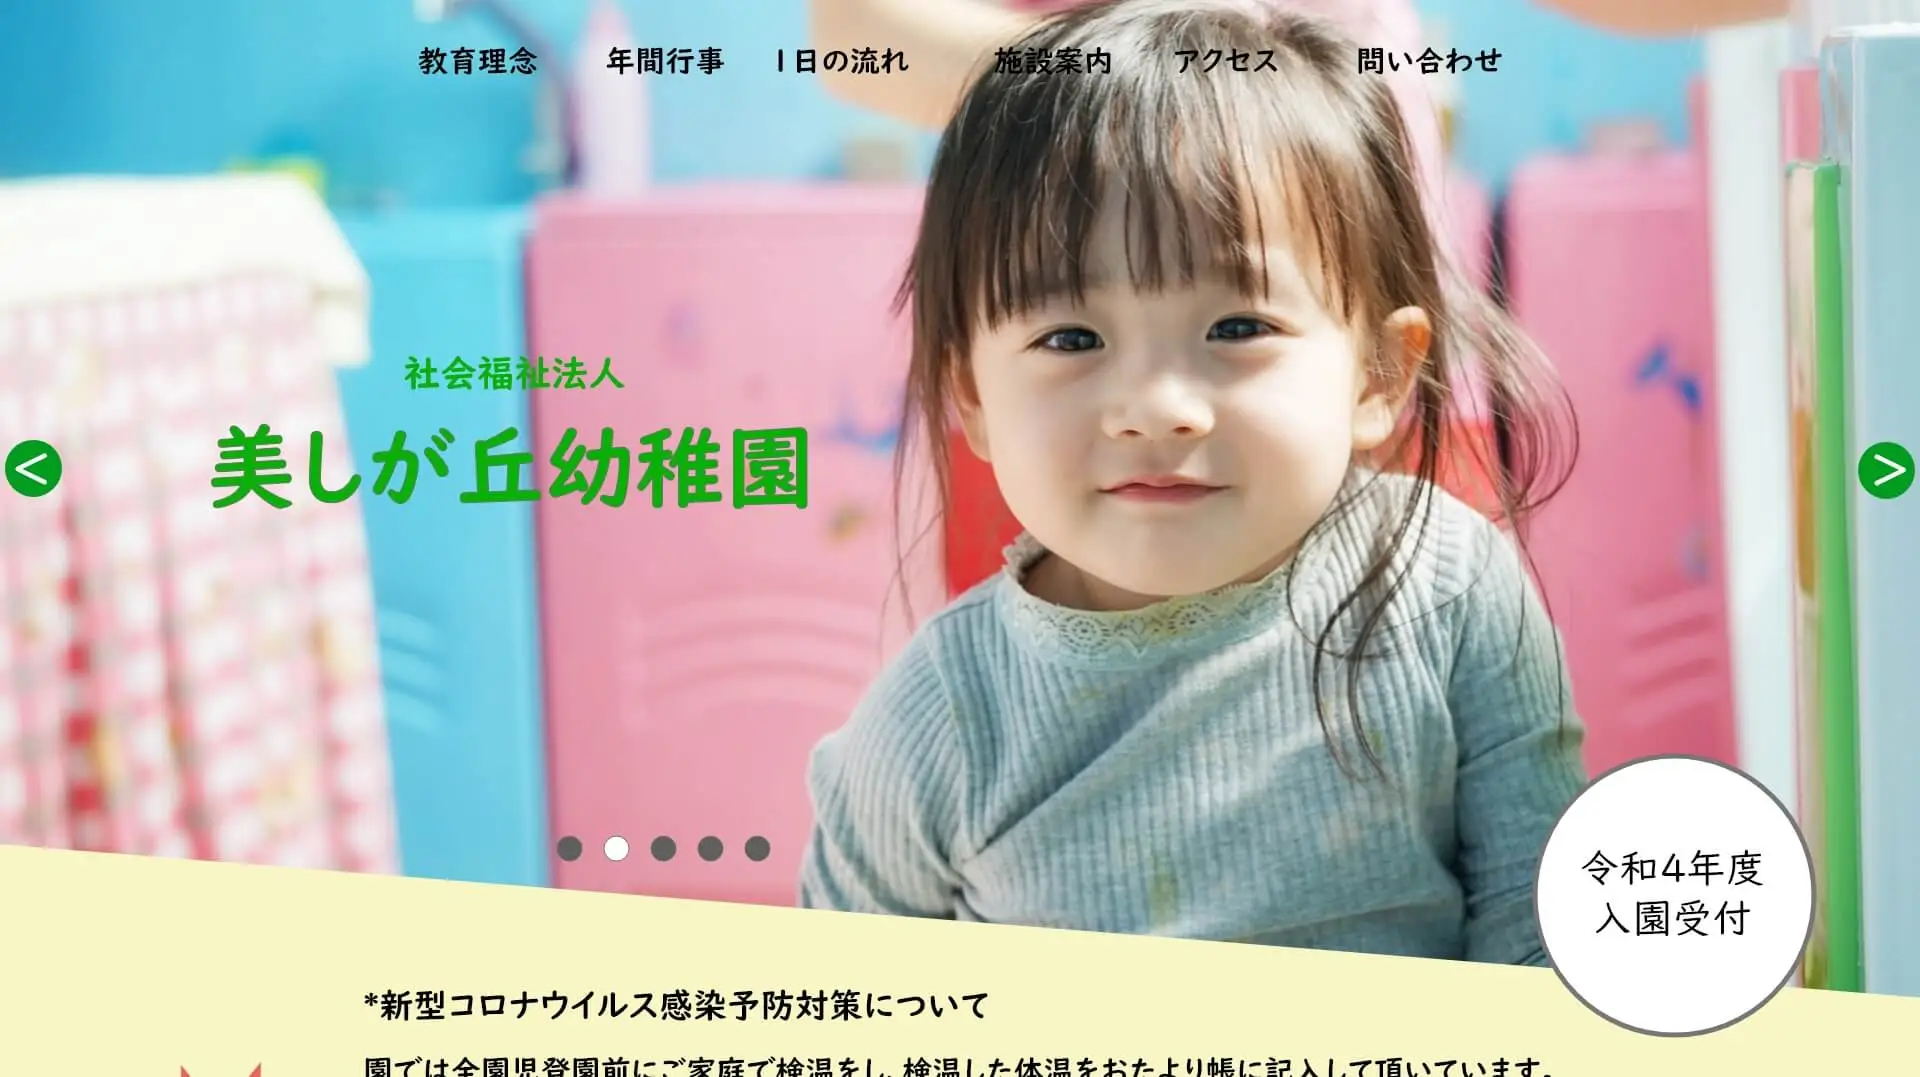 教育理念 年間行事 1日の流れ 施設案内 アクセス 問い合わせ
社会福祉法人
美しが丘幼稚園
<
>
令和4年度
入園受付
*新型コロナウイルス感染予防対策について
園では全園児登園前にご家庭で検温をし、検温した体温をおたより帳に記入して頂いています。